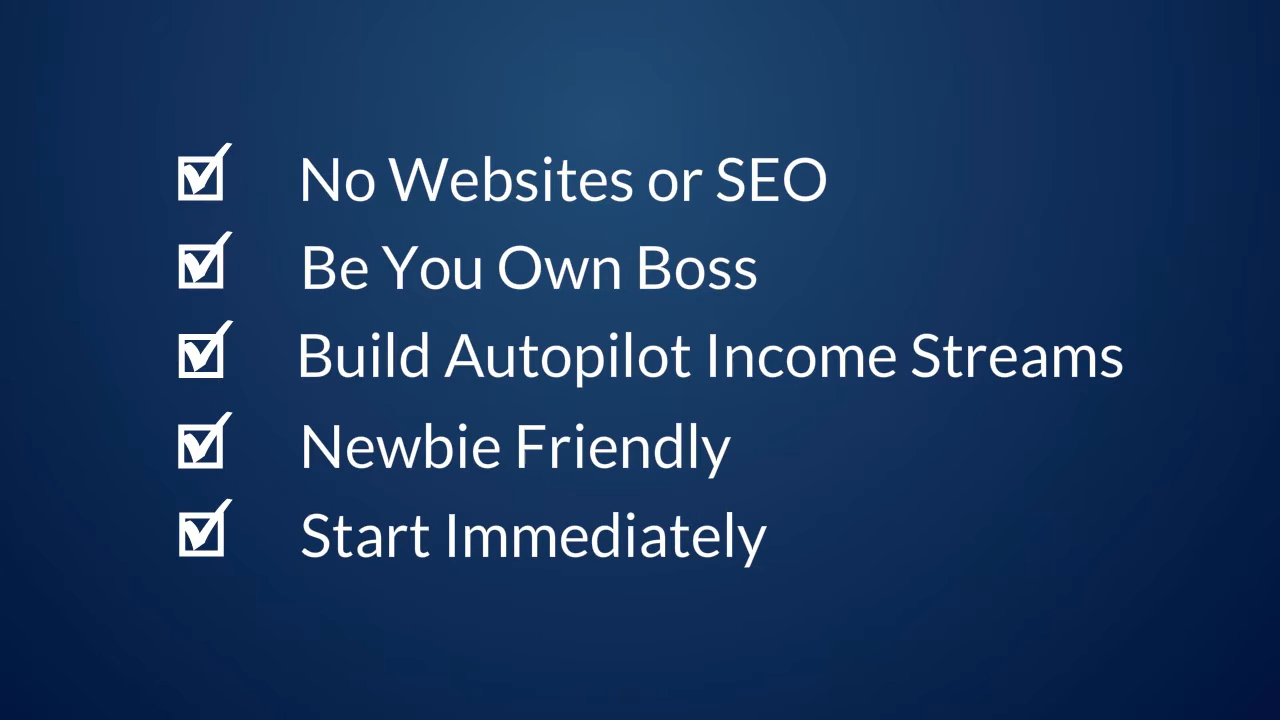 No Websites or SEO
Be You Own Boss
Build Autopilot Income Streams
Newbie Friendly
Start Immediately